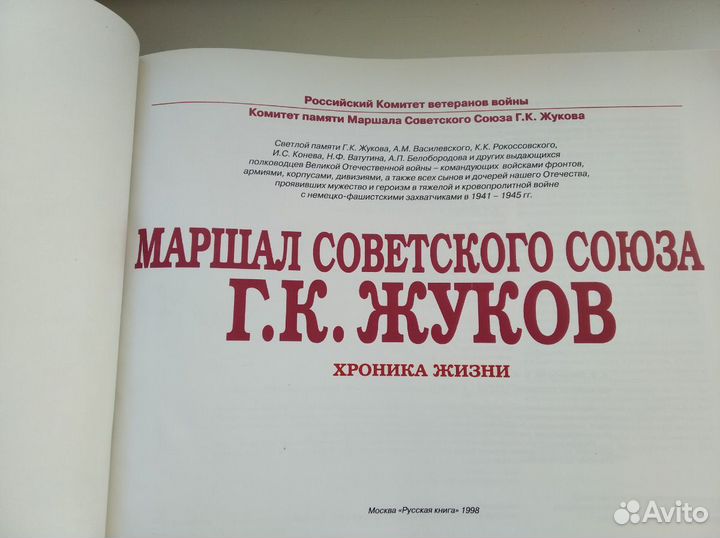 Российский Комитет ветеранов войны
Комитет памяти Маршала Советского Союза Г.К. Жукова
Светлой памяти Г.К. Жукова, А.М. Василевского, К.К. Рокоссовского,
И.С. Конева, Н.Ф. Ватутина, А.П. Белобородова и других выдающихся
полководцев Великой Отечественной войны – командующих войсками фронтов,
армиями, корпусами, дивизиями, а также всех сынов и дочерей нашего Отечества,
проявивших мужество и героизм в тяжелой и кровопролитной войне
с немецко-фашистскими захватчиками в 1941 – 1945 гг.
МАРШАЛ СОВЕТСКОГО СОЮЗА
Г.К. ЖУКОВ
ХРОНИКА ЖИЗНИ
Москва «Русская книга» 1998
Avito